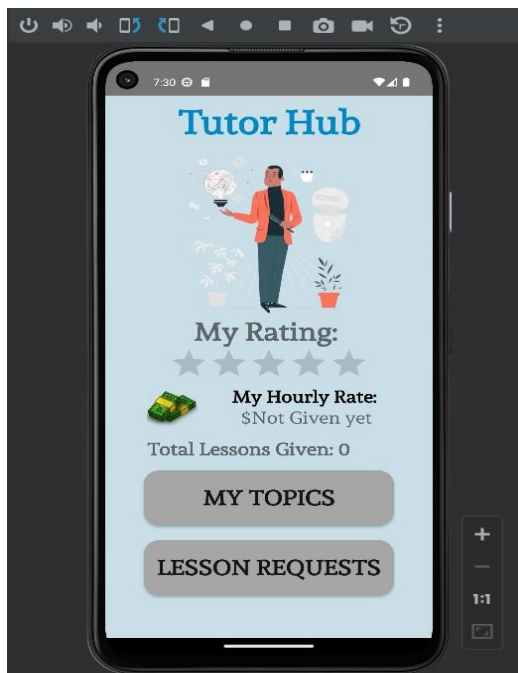 7:30
Tutor Hub
My Rating:
My Hourly Rate:
$Not Given yet
Total Lessons Given: 0
MY TOPICS
LESSON REQUESTS
1:1